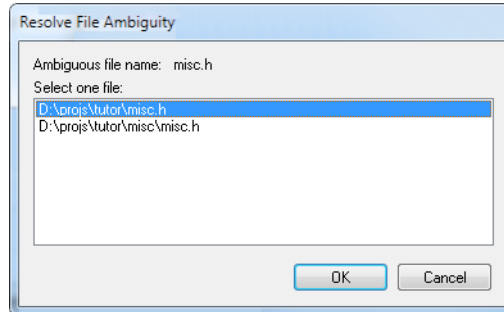 Resolve File Ambiguity
Ambiguous file name: misc.h
Select one file:
D:\projs\tutor\misc.h
D:\projs\tutor\misc\misc.h
OK Cancel